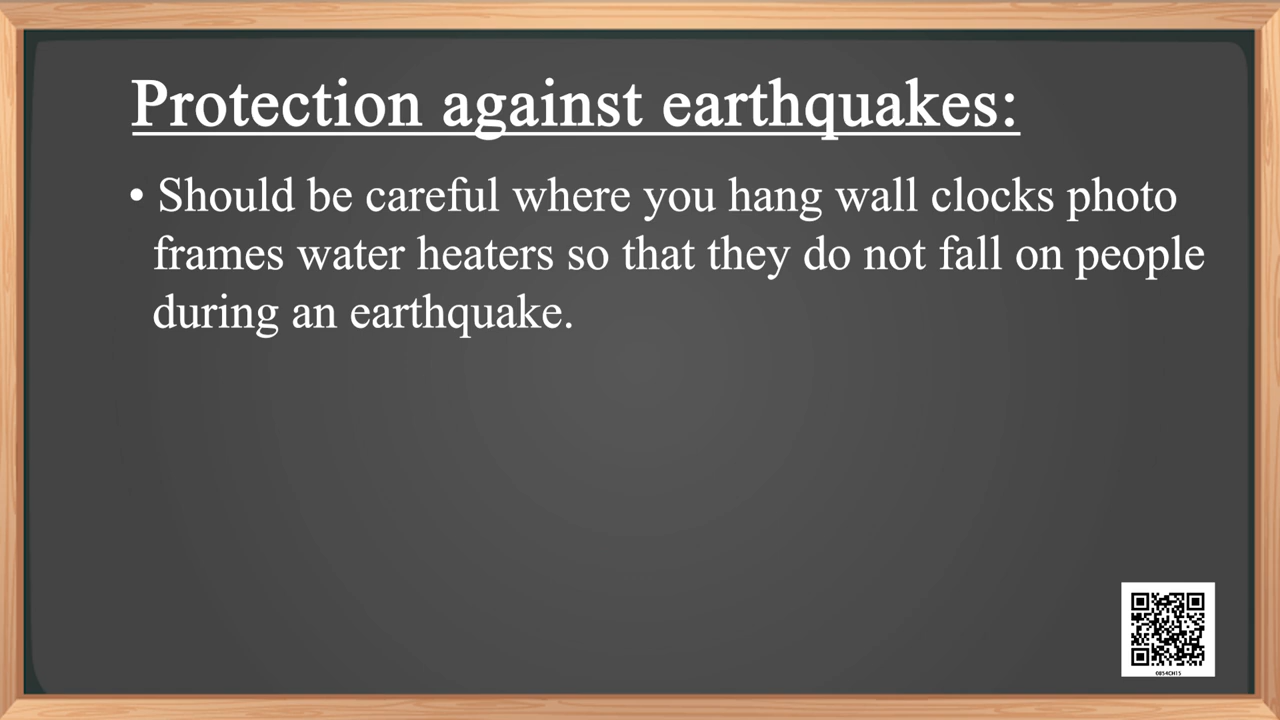 Protection against earthquakes:
• Should be careful where you hang wall clocks photo
frames water heaters so that they do not fall on people
during an earthquake.
0854CH15